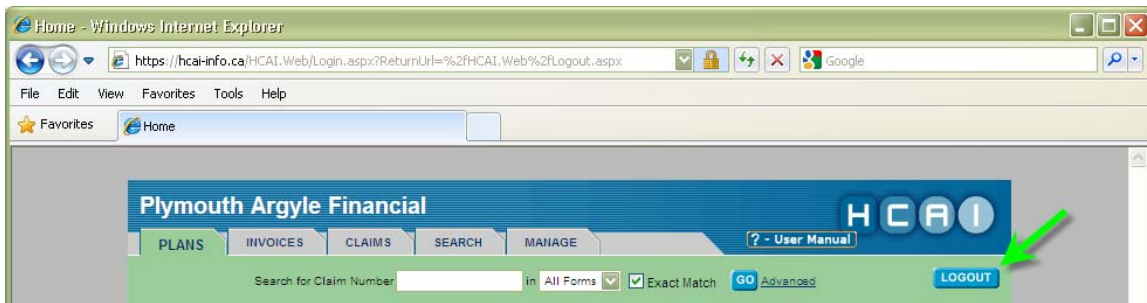 Home - Windows Internet Explorer
https://hcai-info.ca/HCAI.Web/Login.aspx?ReturnUrl=%2fHCAI.Web%2fLogout.aspx
Google
File Edit View Favorites Tools Help
Favorites Home
Plymouth Argyle Financial
HCAI
PLANS INVOICES CLAIMS SEARCH MANAGE ? - User Manual
Search for Claim Number in All Forms Exact Match GO Advanced LOGOUT